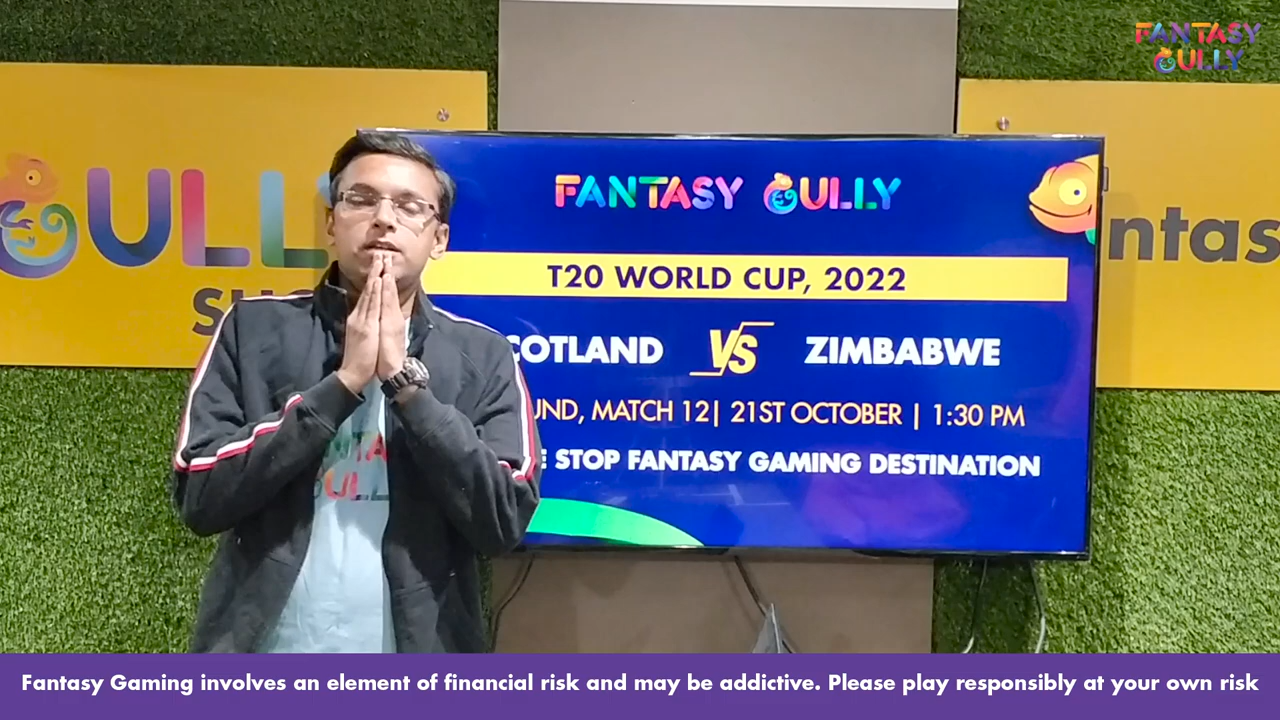 FANTASY
GULLY
GULLY
FANTASY GULLY
T20 WORLD CUP, 2022
COTLAND VS ZIMBABWE
UND, MATCH 12| 21ST OCTOBER | 1:30 PM
E STOP FANTASY GAMING DESTINATION
ntas
Fantasy Gaming involves an element of financial risk and may be addictive. Please play responsibly at your own risk